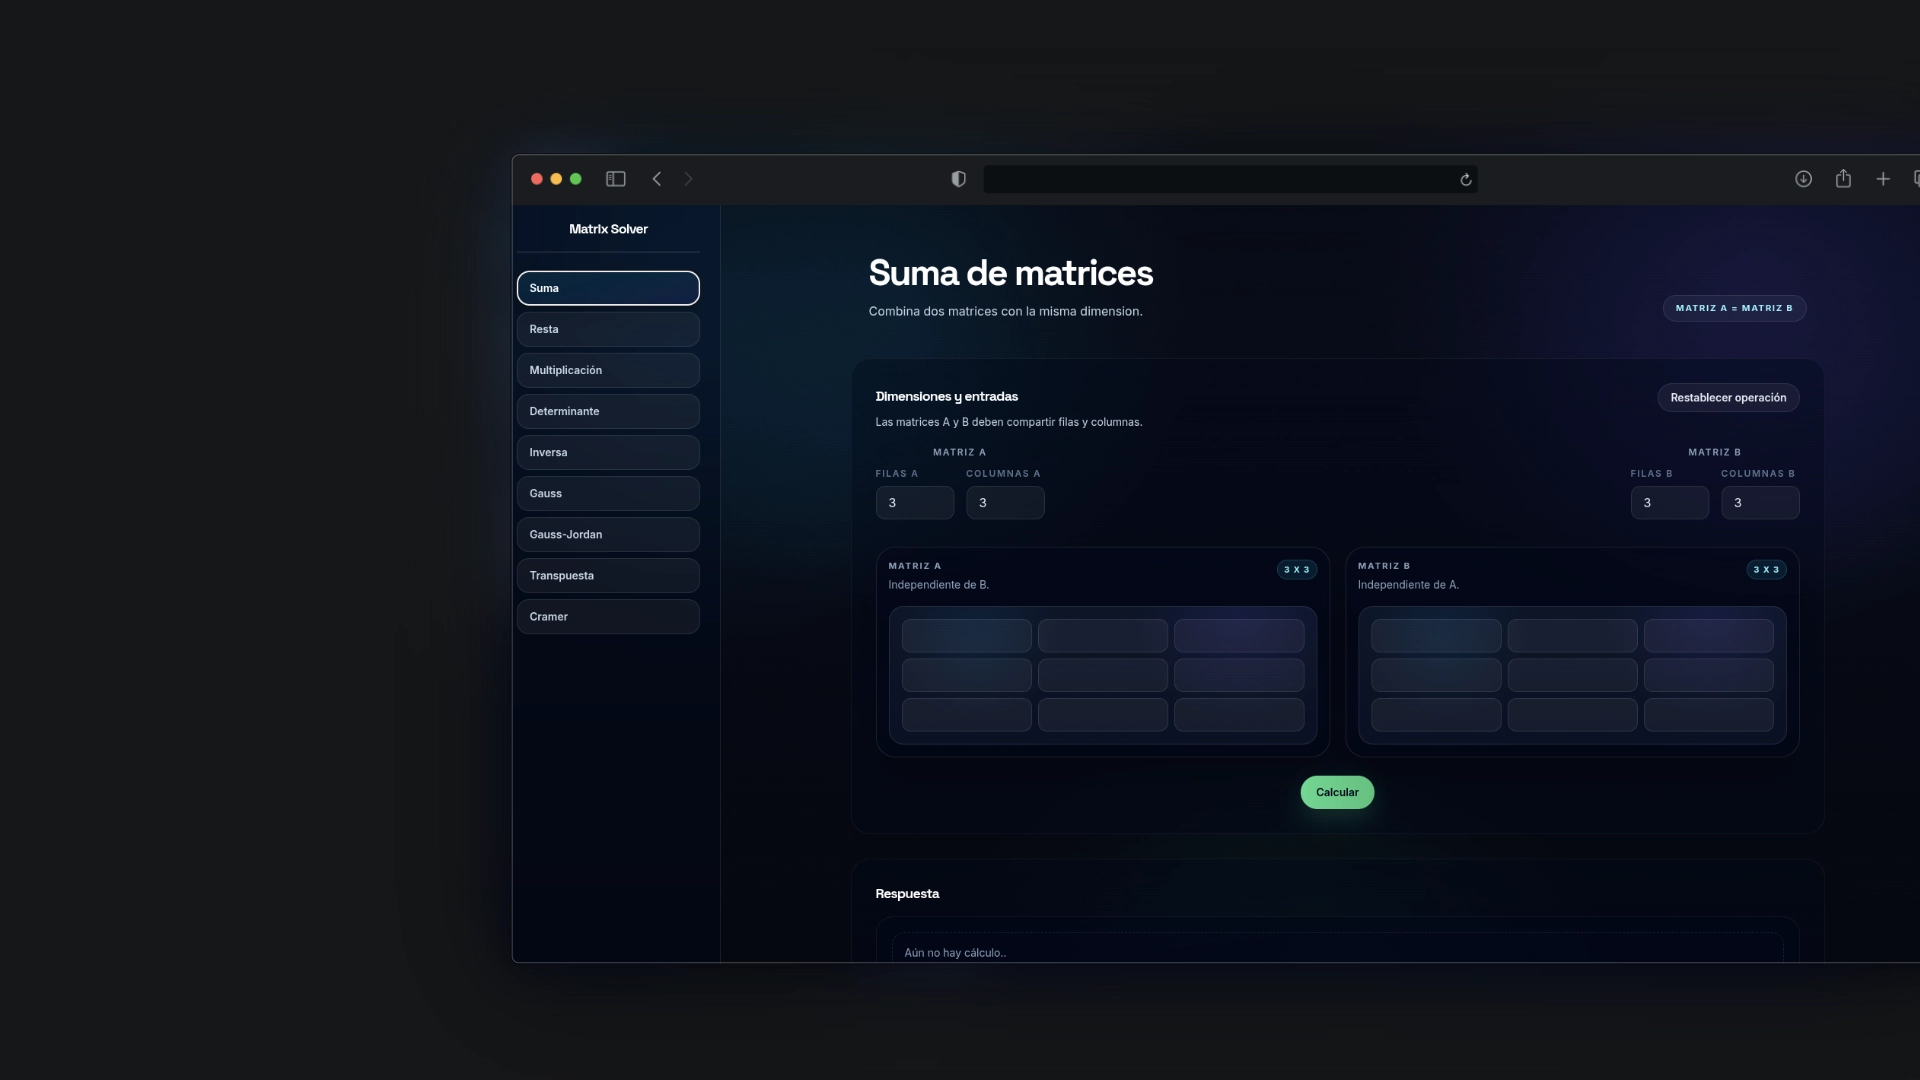 Matrix Solver
Suma
Resta
Multiplicación
Determinante
Inversa
Gauss
Gauss-Jordan
Transpuesta
Cramer
Suma de matrices
Combina dos matrices con la misma dimension.
MATRIZ A = MATRIZ B
Dimensiones y entradas
Restablecer operación
Las matrices A y B deben compartir filas y columnas.
MATRIZ A
FILAS A COLUMNAS A
3 3
MATRIZ B
FILAS B COLUMNAS B
3 3
MATRIZ A
3 X 3
Independiente de B.
MATRIZ B
3 X 3
Independiente de A.
Calcular
Respuesta
Aún no hay cálculo..